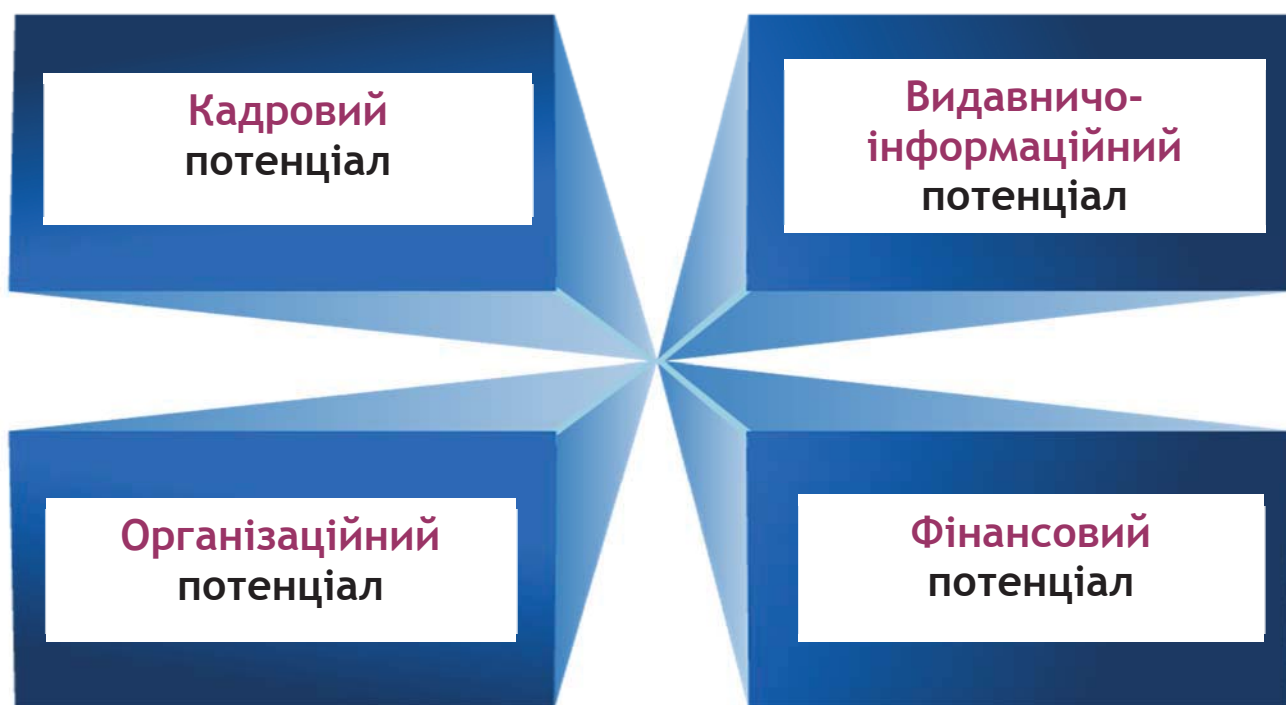 Кадровий
потенціал
Видавничо-
інформаційний
потенціал
Організаційний
потенціал
Фінансовий
потенціал